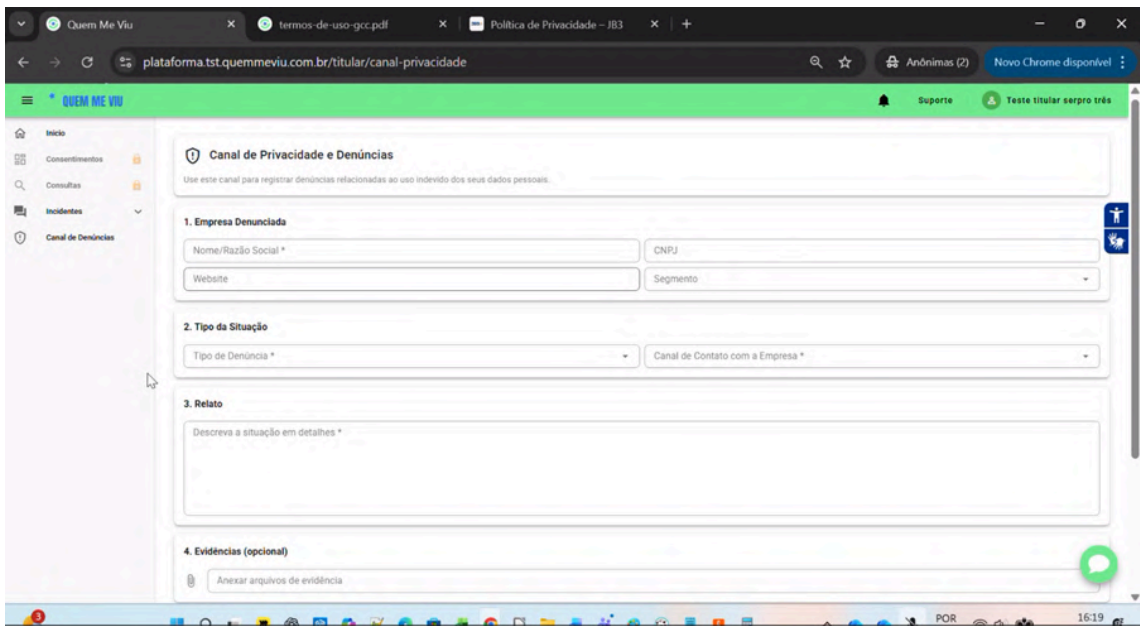 Quem Me Viu
termos-de-uso-gcc.pdf
Política de Privacidade – JB3
plataforma.tst.quemmeviu.com.br/titular/canal-privacidade
Anônimas (2)
Novo Chrome disponível
QUEM ME VIU
Suporte
Teste titular serpro três
Início
Consentimentos
Consultas
Incidentes
Canal de Denúncias
Canal de Privacidade e Denúncias
Use este canal para registrar denúncias relacionadas ao uso indevido dos seus dados pessoais.
1. Empresa Denunciada
Nome/Razão Social *
CNPJ
Website
Segmento
2. Tipo da Situação
Tipo de Denúncia *
Canal de Contato com a Empresa *
3. Relato
Descreva a situação em detalhes *
4. Evidências (opcional)
Anexar arquivos de evidência
3
POR
16:19